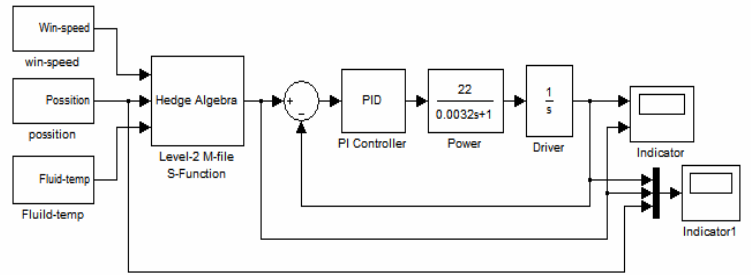 Win-speed
win-speed
Possition
possition
Fluid-temp
Fluild-temp
Hedge Algebra
Level-2 M-file
S-Function
+
−
PID
PI Controller
22
0.0032s+1
Power
1
s
Driver
Indicator
Indicator1